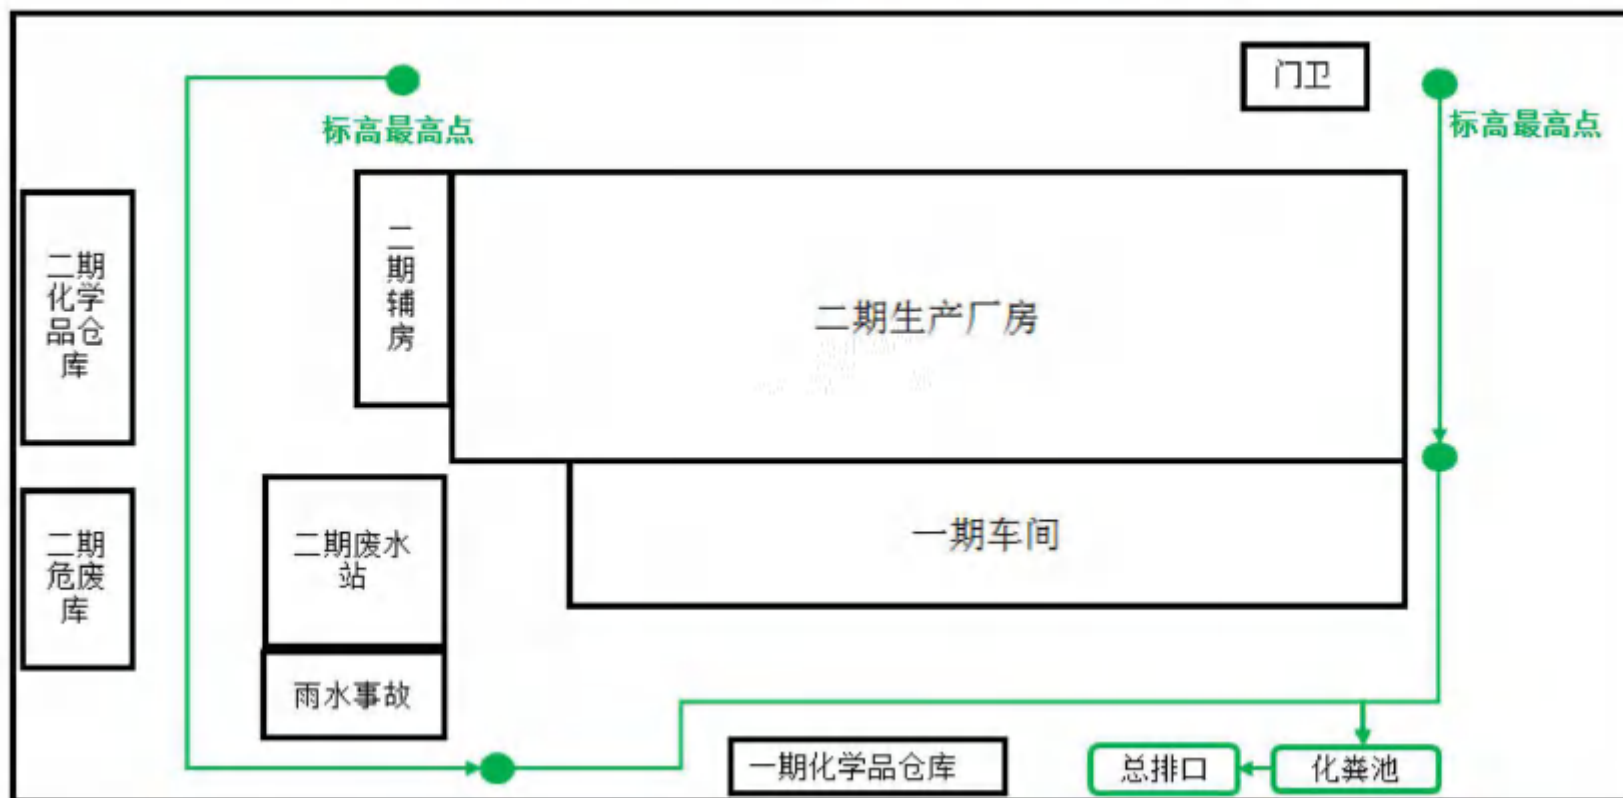 门卫
标高最高点
标高最高点
二期
化学
品仓
库
二
期
辅
房
二期生产厂房
二期
危废
库
二期废水
站
一期车间
雨水事故
一期化学品仓库
总排口
化粪池